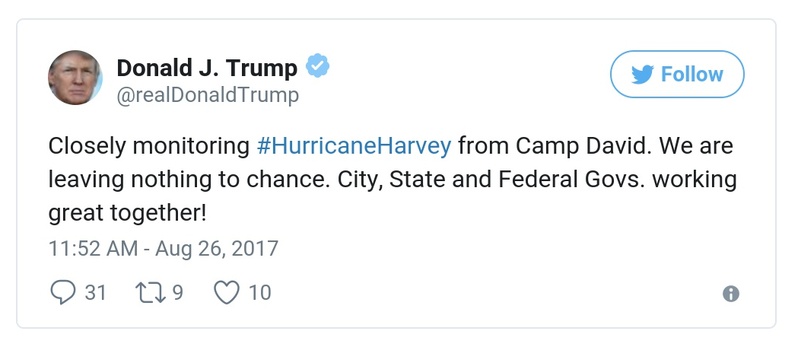 Donald J. Trump
Follow
@realDonaldTrump
Closely monitoring #HurricaneHarvey from Camp David. We are
leaving nothing to chance. City, State and Federal Govs. working
great together!
11:52 AM - Aug 26, 2017
31 9 10